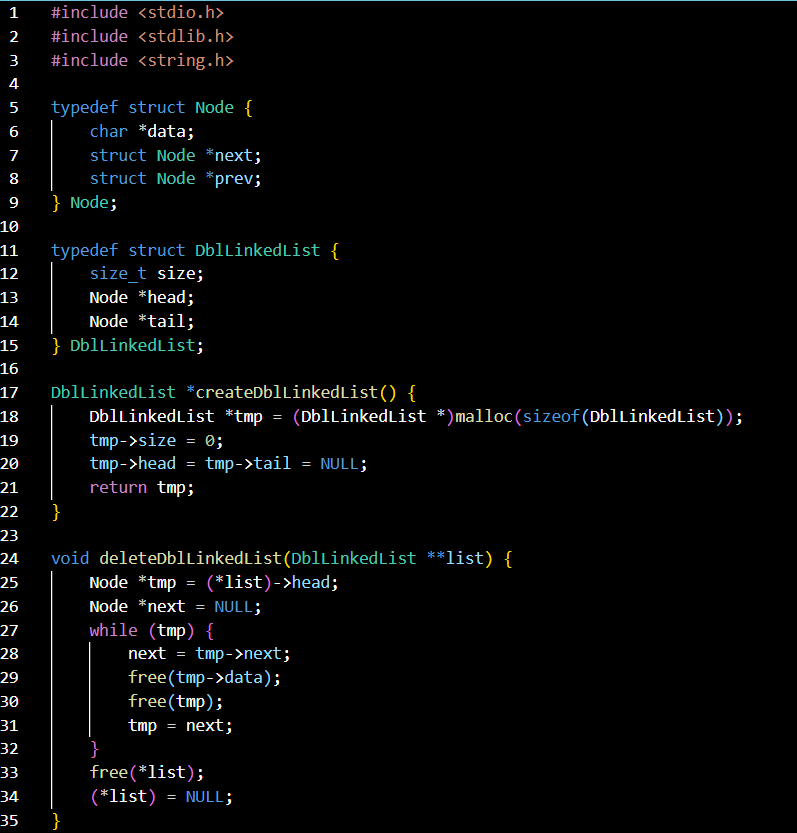 1 #include <stdio.h>
2 #include <stdlib.h>
3 #include <string.h>
4
5 typedef struct Node {
6     char *data;
7     struct Node *next;
8     struct Node *prev;
9 } Node;
10
11 typedef struct DblLinkedList {
12     size_t size;
13     Node *head;
14     Node *tail;
15 } DblLinkedList;
16
17 DblLinkedList *createDblLinkedList() {
18     DblLinkedList *tmp = (DblLinkedList *)malloc(sizeof(DblLinkedList));
19     tmp->size = 0;
20     tmp->head = tmp->tail = NULL;
21     return tmp;
22 }
23
24 void deleteDblLinkedList(DblLinkedList **list) {
25     Node *tmp = (*list)->head;
26     Node *next = NULL;
27     while (tmp) {
28         next = tmp->next;
29         free(tmp->data);
30         free(tmp);
31         tmp = next;
32     }
33     free(*list);
34     (*list) = NULL;
35 }